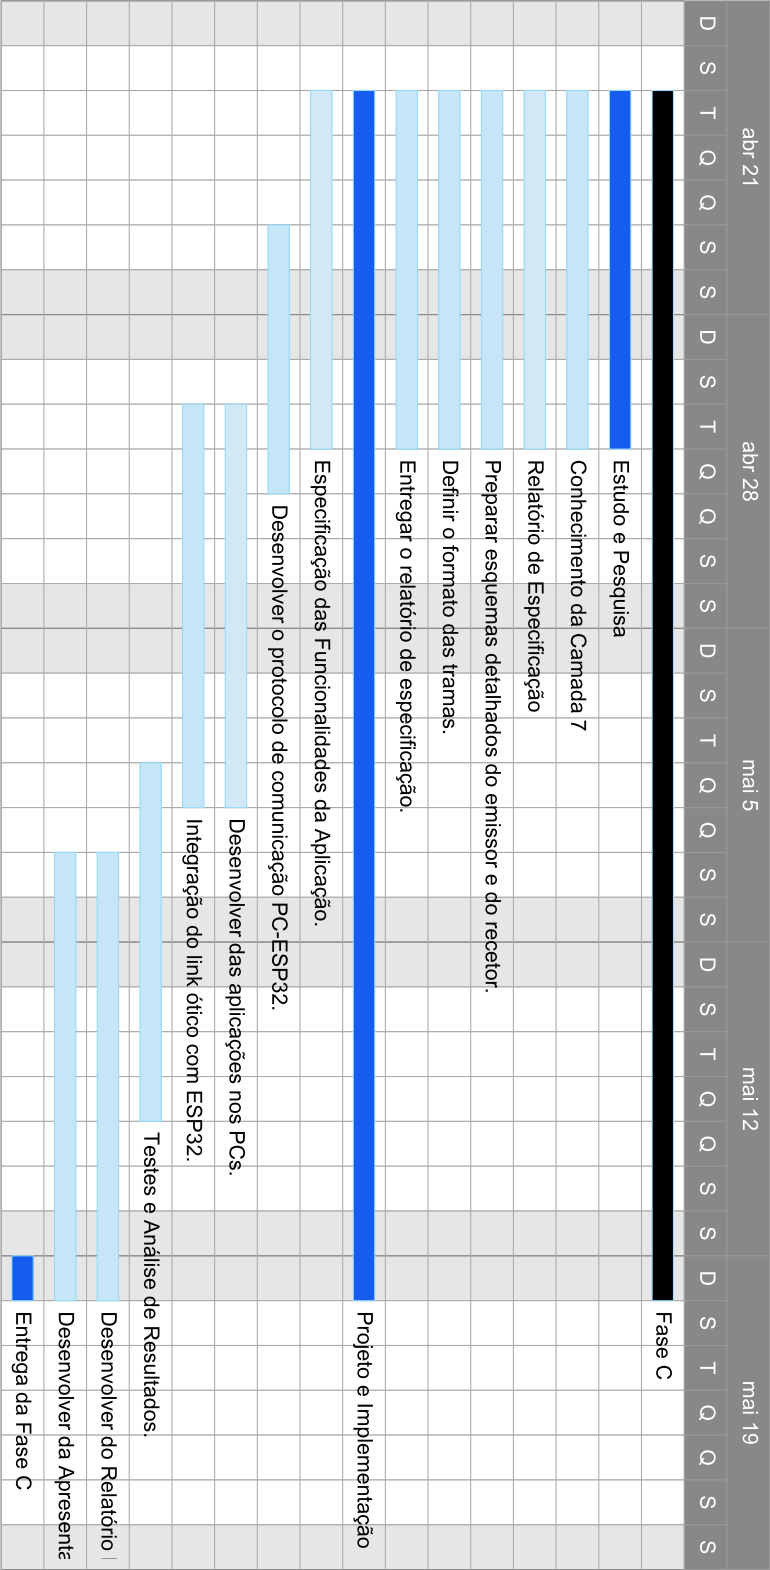 abr 21 abr 28 mai 5 mai 12 mai 19
D S T Q Q S S D S T Q Q S S D S T Q Q S S D S T Q Q S S D S T Q Q S S
Fase C
Estudo e Pesquisa
Conhecimento da Camada 7
Relatório de Especificação
Preparar esquemas detalhados do emissor e do recetor.
Definir o formato das tramas.
Entregar o relatório de especificação.
Projeto e Implementação
Especificação das Funcionalidades da Aplicação.
Desenvolver o protocolo de comunicação PC-ESP32.
Desenvolver das aplicações nos PCs.
Integração do link ótico com ESP32.
Testes e Análise de Resultados.
Desenvolver do Relatório
Desenvolver da Apresenta
Entrega da Fase C